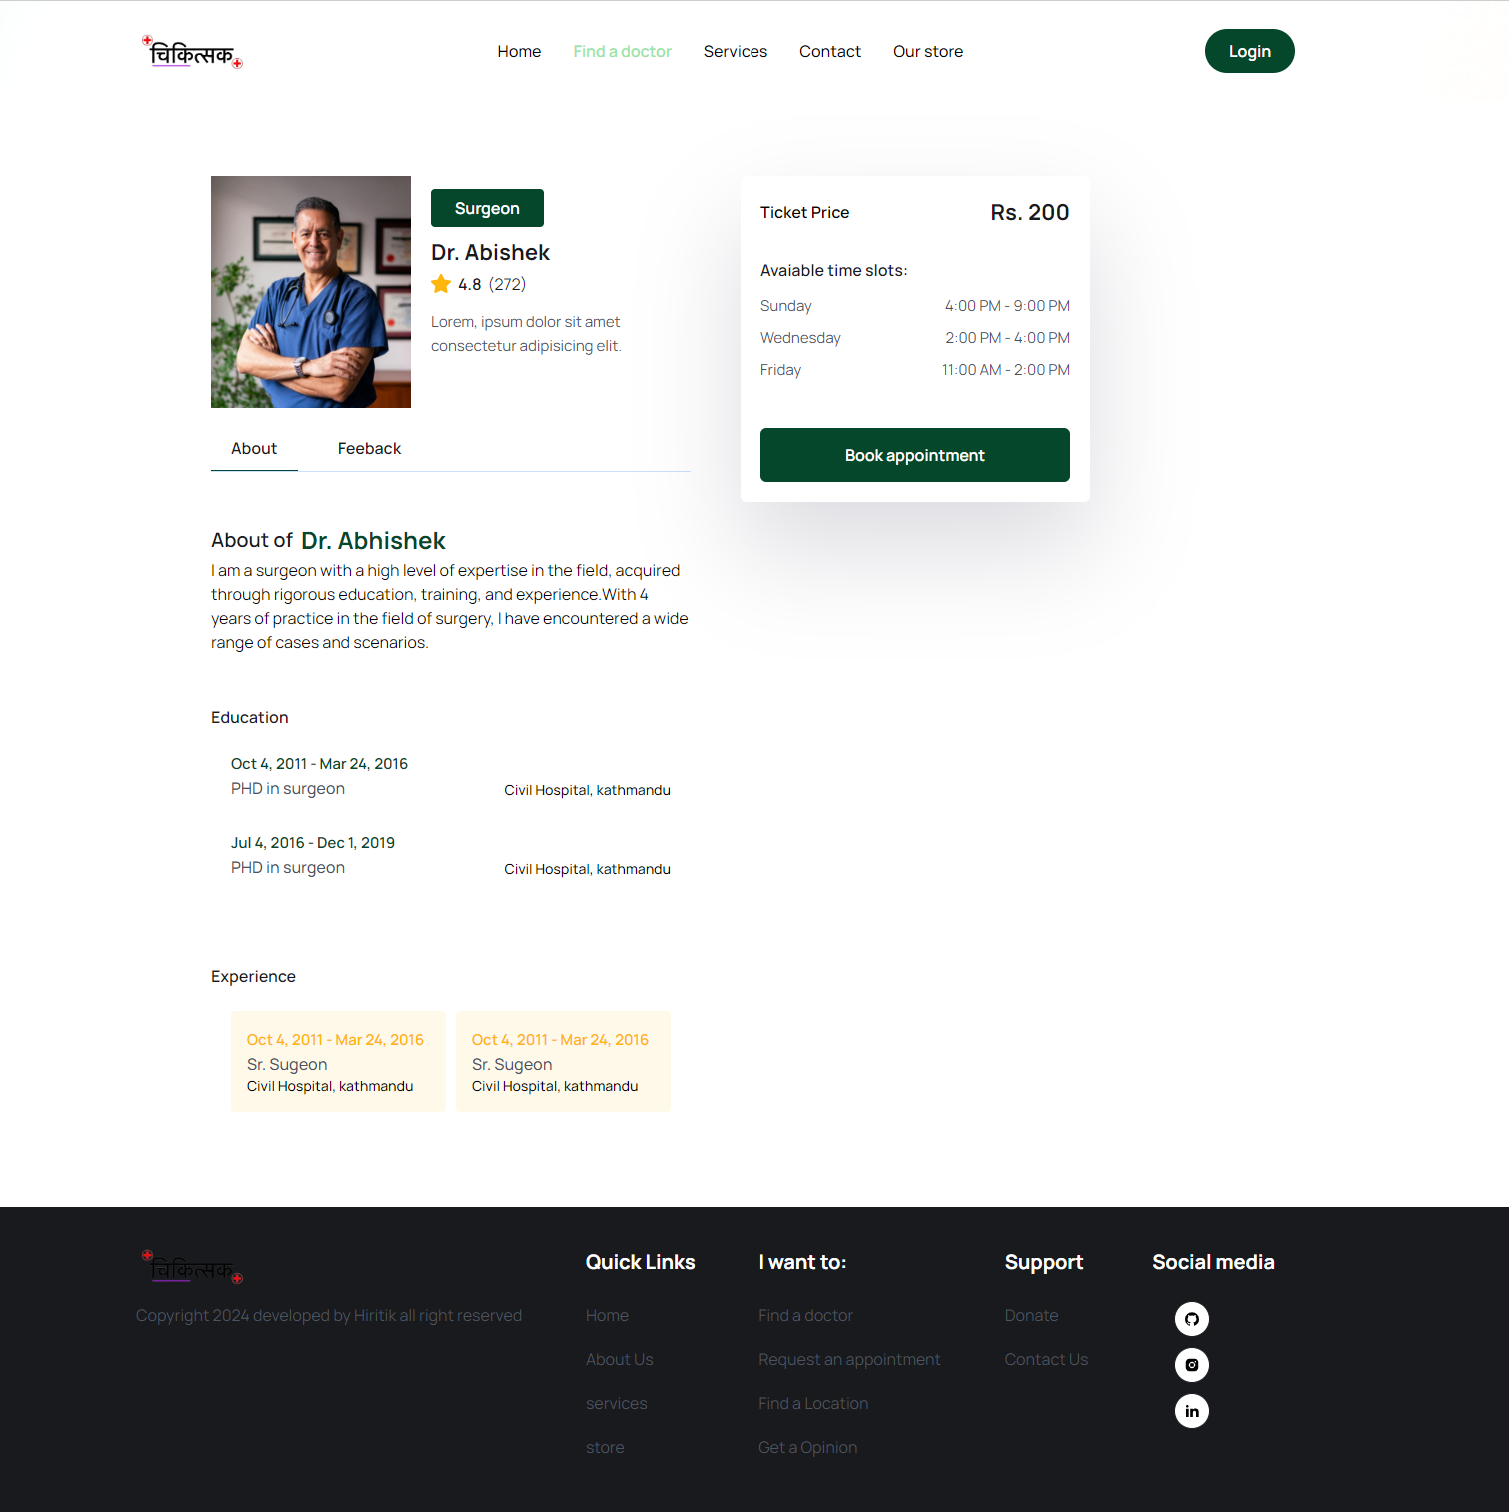 चिकित्सक
Home Find a doctor Services Contact Our store
Login
Surgeon
Dr. Abishek
4.8 (272)
Lorem, ipsum dolor sit amet
consectetur adipisicing elit.
Ticket Price Rs. 200
Avaiable time slots:
Sunday 4:00 PM - 9:00 PM
Wednesday 2:00 PM - 4:00 PM
Friday 11:00 AM - 2:00 PM
Book appointment
About Feeback
About of Dr. Abhishek
I am a surgeon with a high level of expertise in the field, acquired
through rigorous education, training, and experience.With 4
years of practice in the field of surgery, I have encountered a wide
range of cases and scenarios.
Education
Oct 4, 2011 - Mar 24, 2016
PHD in surgeon Civil Hospital, kathmandu
Jul 4, 2016 - Dec 1, 2019
PHD in surgeon Civil Hospital, kathmandu
Experience
Oct 4, 2011 - Mar 24, 2016
Sr. Sugeon
Civil Hospital, kathmandu
Oct 4, 2011 - Mar 24, 2016
Sr. Sugeon
Civil Hospital, kathmandu
चिकित्सक
Copyright 2024 developed by Hiritik all right reserved
Quick Links
Home
About Us
services
store
I want to:
Find a doctor
Request an appointment
Find a Location
Get a Opinion
Support
Donate
Contact Us
Social media
in